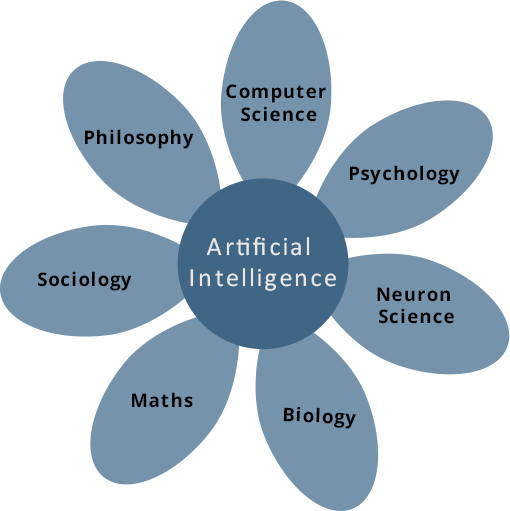 Computer
Science
Philosophy
Psychology
Artificial
Intelligence
Sociology
Neuron
Science
Maths
Biology